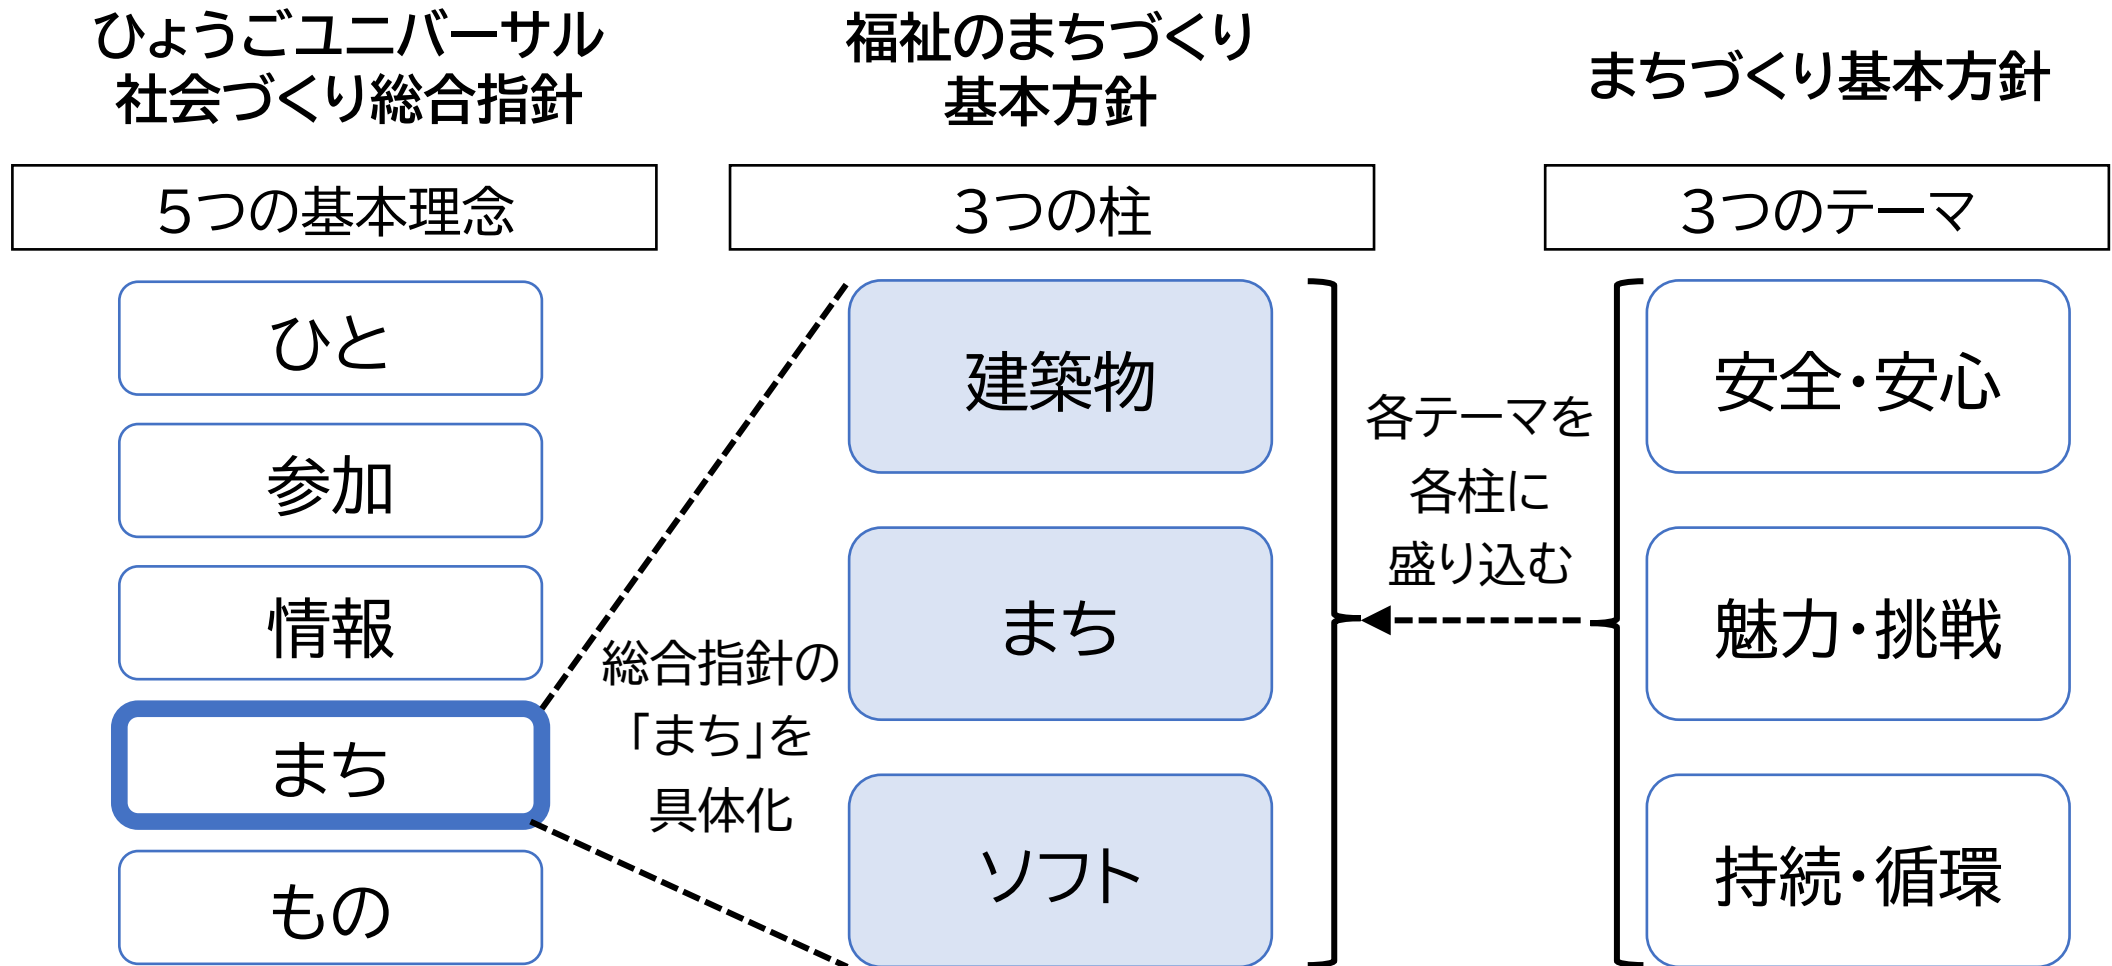 ひょうごユニバーサル
社会づくり総合指針
５つの基本理念
ひと
参加
情報
まち
もの
総合指針の
「まち」を
具体化
福祉のまちづくり
基本方針
３つの柱
建築物
まち
ソフト
各テーマを
各柱に
盛り込む
まちづくり基本方針
３つのテーマ
安全・安心
魅力・挑戦
持続・循環